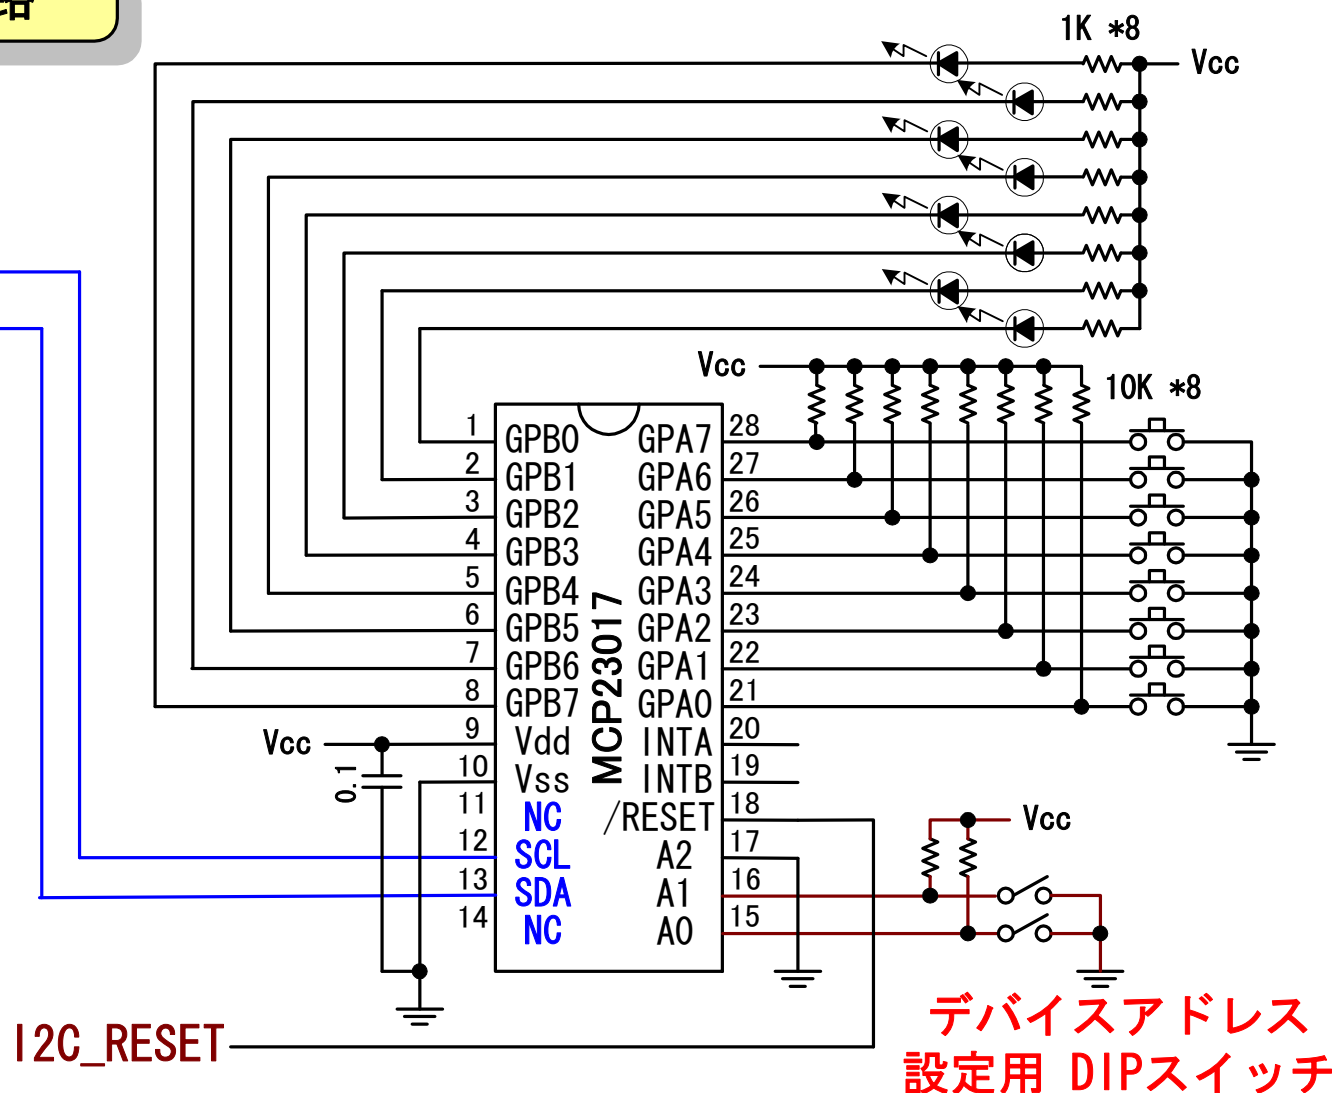 路
1K *8
Vcc
Vcc
10K *8
1 GPB0 GPA7 28
2 GPB1 GPA6 27
3 GPB2 GPA5 26
4 GPB3 GPA4 25
5 GPB4 GPA3 24
6 GPB5 GPA2 23
7 GPB6 GPA1 22
8 GPB7 GPA0 21
Vcc 9 Vdd INTA 20
10 Vss INTB 19
11 NC /RESET 18
12 SCL A2 17
13 SDA A1 16
14 NC A0 15
MCP23017
0.1
Vcc
I2C_RESET
デバイスアドレス
設定用 DIPスイッチ